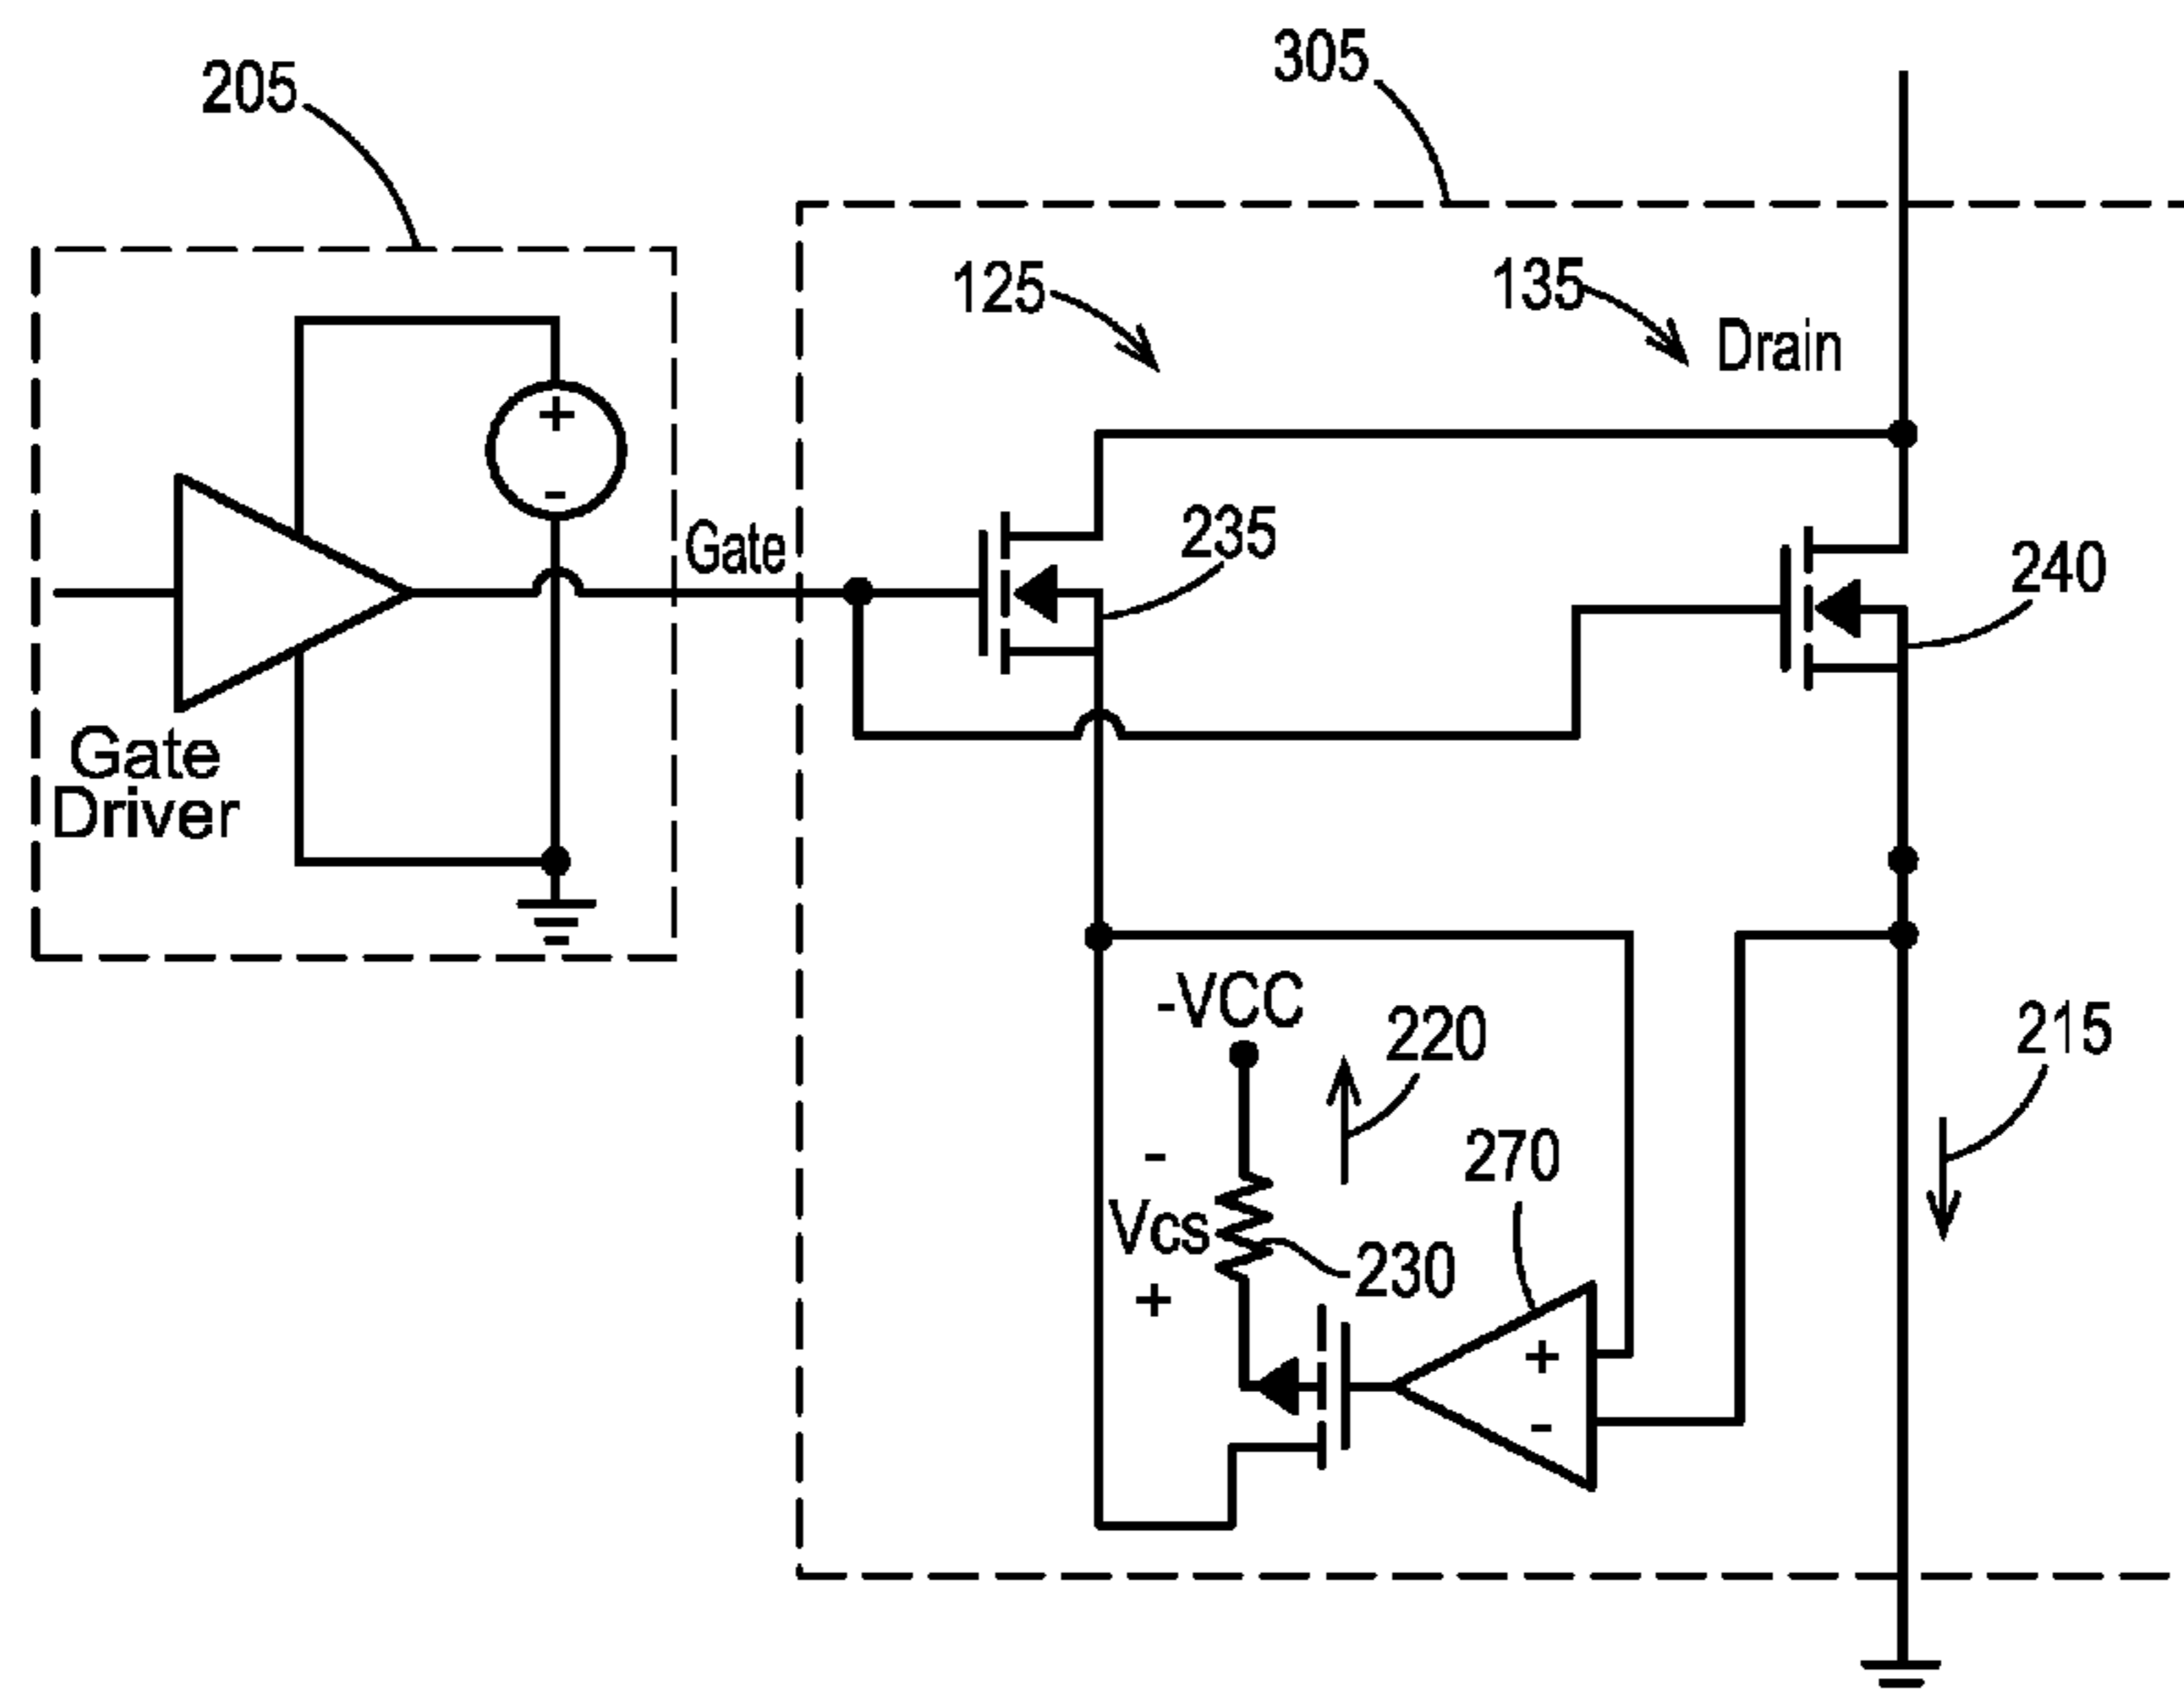 305
205
125
135
Drain
+
-
Gate
235
240
Gate
Driver
-VCC
220
215
-
270
Vcs
230
+
+
-